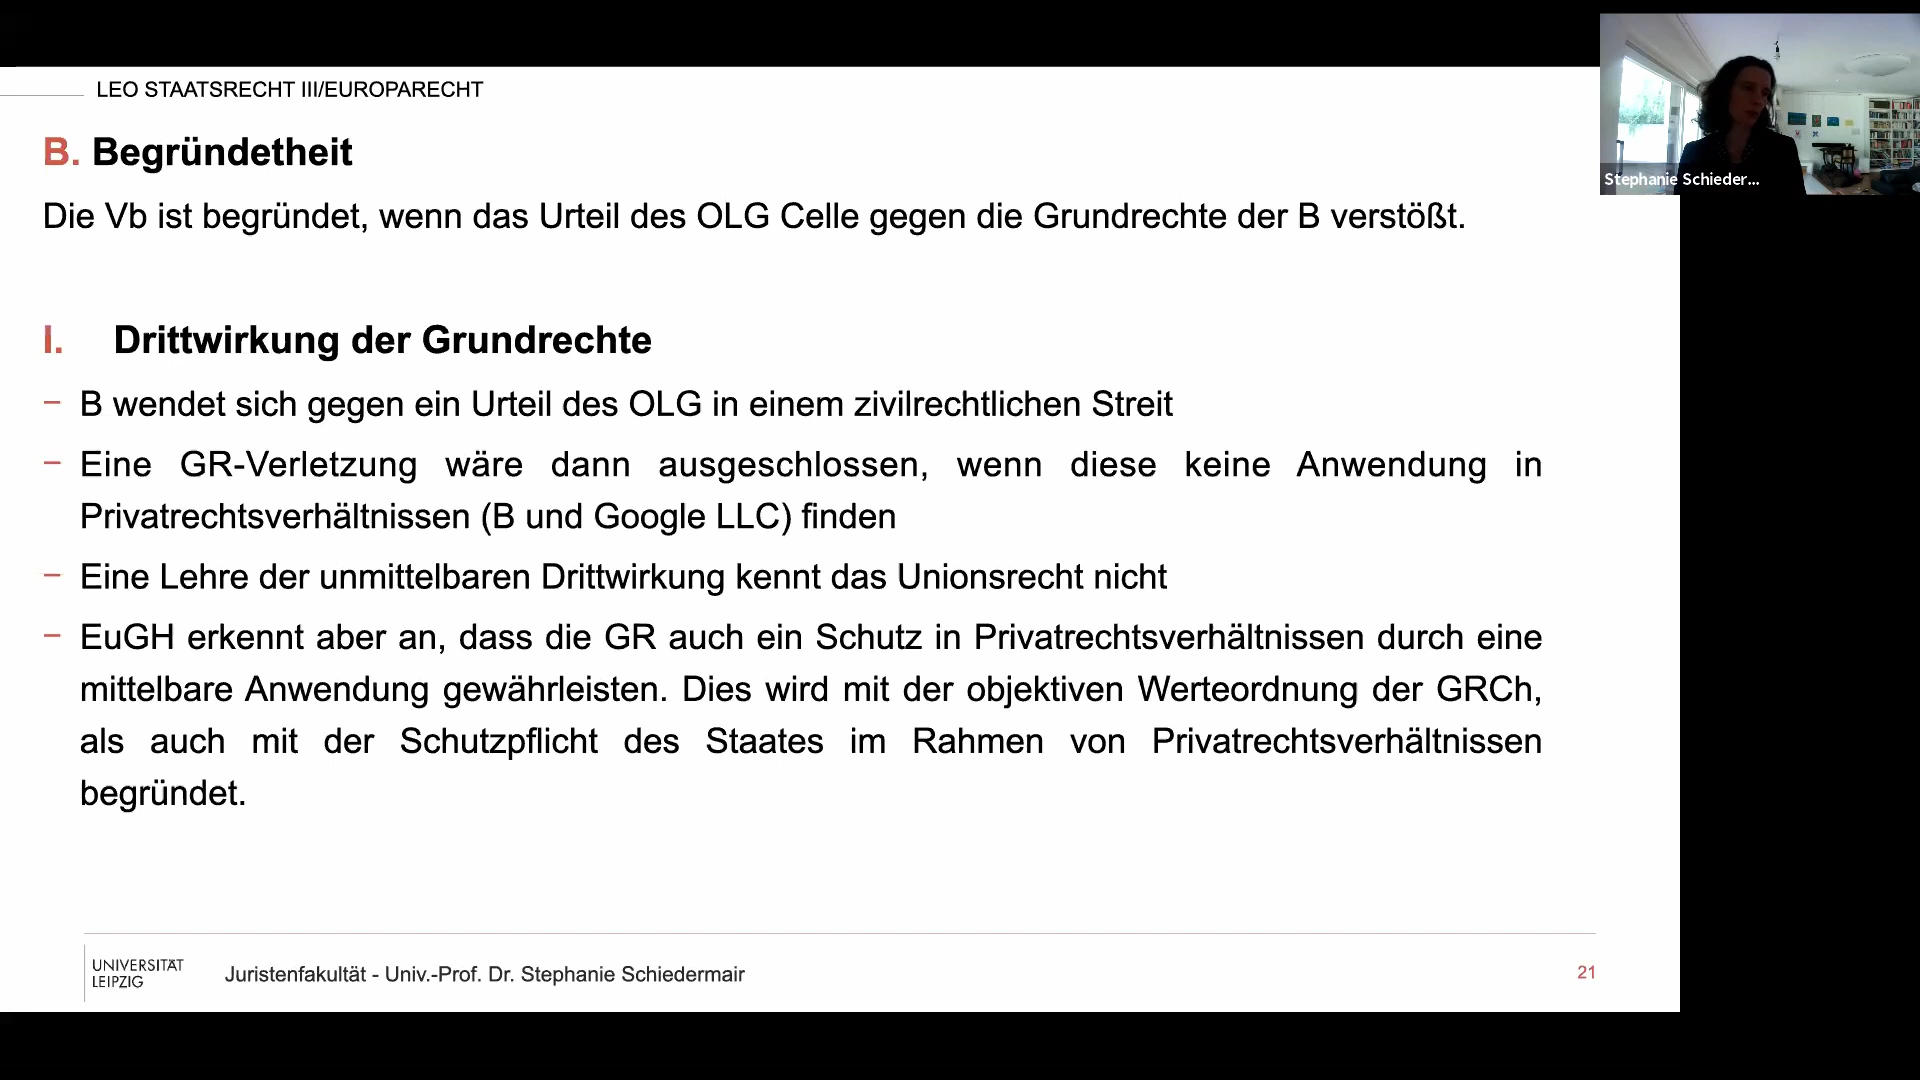 LEO STAATSRECHT III/EUROPARECHT
Stephanie Schieder...
B. Begründetheit
Die Vb ist begründet, wenn das Urteil des OLG Celle gegen die Grundrechte der B verstößt.
I. Drittwirkung der Grundrechte
− B wendet sich gegen ein Urteil des OLG in einem zivilrechtlichen Streit
− Eine GR-Verletzung wäre dann ausgeschlossen, wenn diese keine Anwendung in
Privatrechtsverhältnissen (B und Google LLC) finden
− Eine Lehre der unmittelbaren Drittwirkung kennt das Unionsrecht nicht
− EuGH erkennt aber an, dass die GR auch ein Schutz in Privatrechtsverhältnissen durch eine
mittelbare Anwendung gewährleisten. Dies wird mit der objektiven Werteordnung der GRCh,
als auch mit der Schutzpflicht des Staates im Rahmen von Privatrechtsverhältnissen
begründet.
UNIVERSITÄT
LEIPZIG
Juristenfakultät - Univ.-Prof. Dr. Stephanie Schiedermair
21